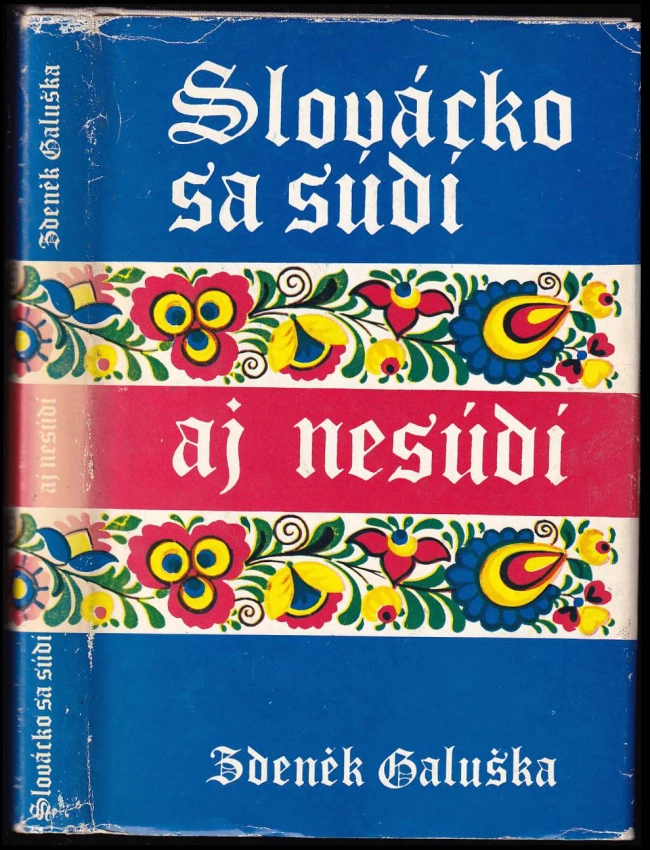 Slovácko
sa súdí
aj nesúdí
Zdeněk Galuška
Zdeněk Galuška
aj nesúdí
Slovácko sa súdí